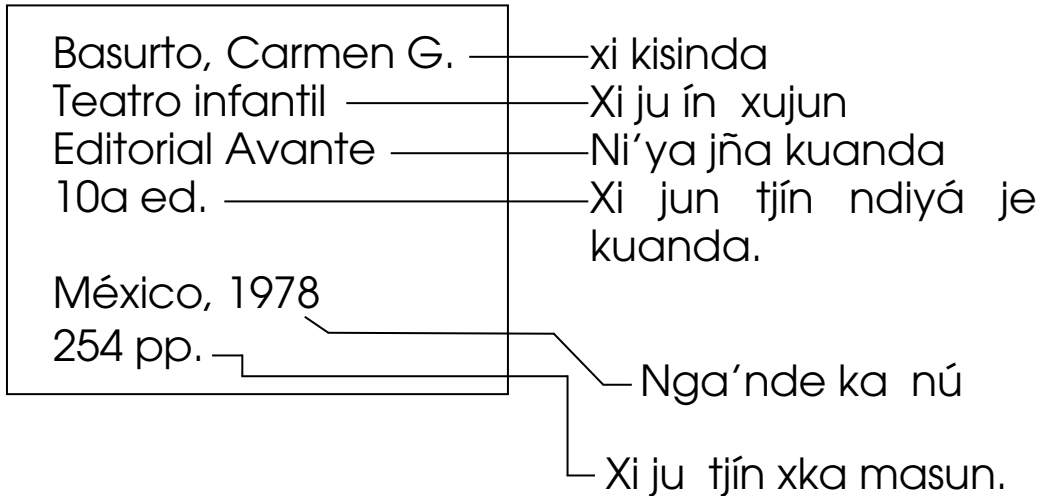 Basurto, Carmen G. xi kisinda
Teatro infantil Xi ju ín xujun
Editorial Avante Ni´ya jña kuanda
10a ed. Xi jun tjín ndiyá je
kuanda.
México, 1978
254 pp.
Nga´nde ka nú
Xi ju tjín xka masun.